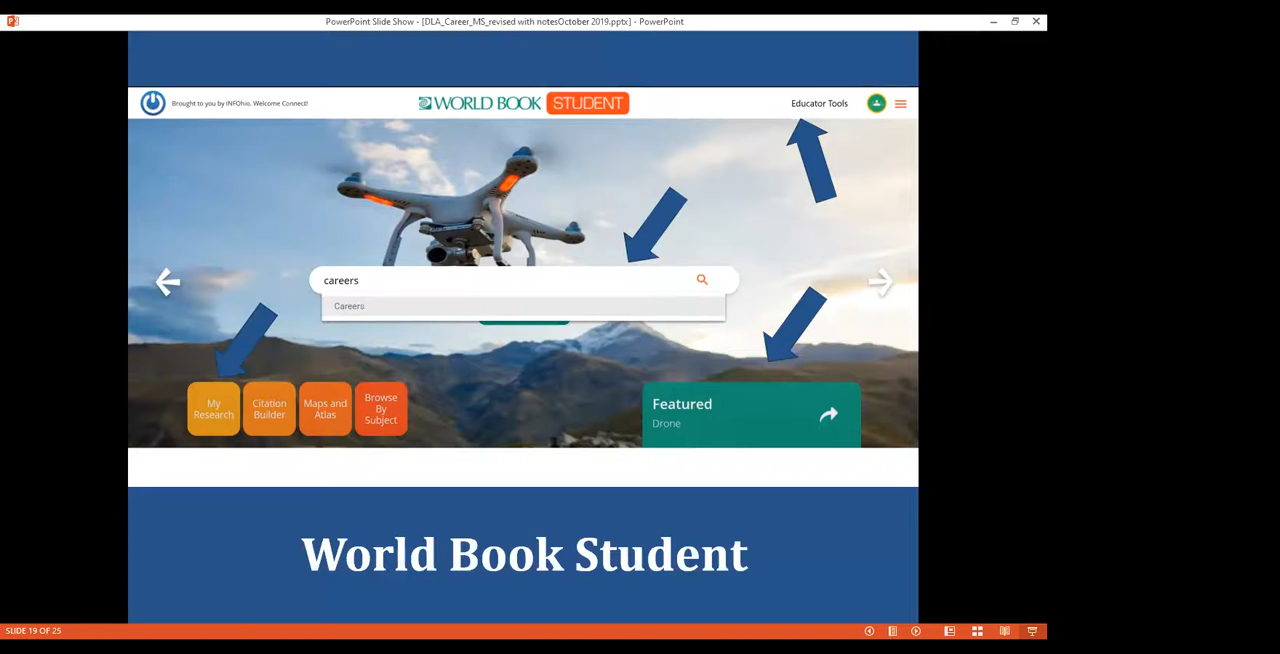 PowerPoint Slide Show - [DLA_Career_MS_revised with notesOctober 2019.pptx] - PowerPoint
Brought to you by INFOhio. Welcome Connect!
WORLD BOOK STUDENT
Educator Tools
careers
Careers
My
Research
Citation
Builder
Maps and
Atlas
Browse
By
Subject
Featured
Drone
World Book Student
SLIDE 19 OF 25